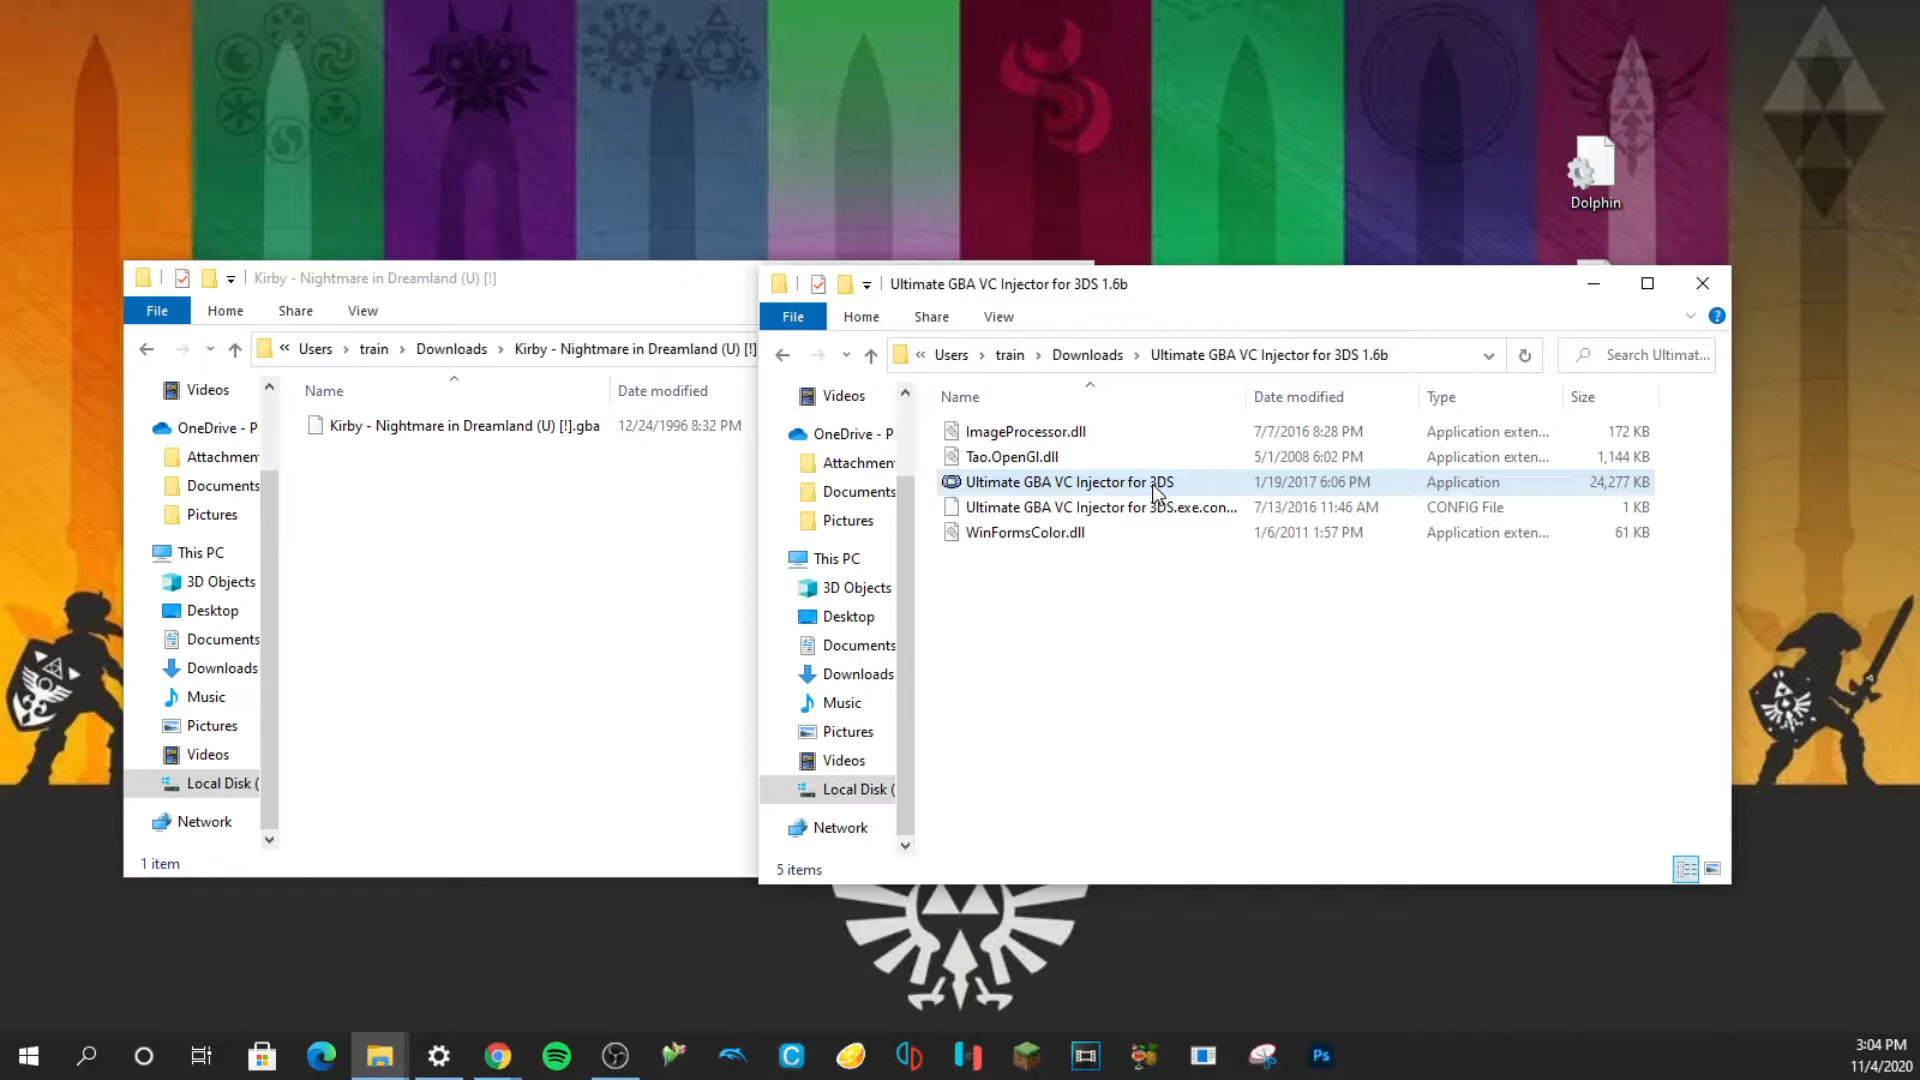 Dolphin
Kirby - Nightmare in Dreamland (U) [!]
File Home Share View
« Users › train › Downloads › Kirby - Nightmare in Dreamland (U) [!]
Name Date modified
Kirby - Nightmare in Dreamland (U) [!].gba 12/24/1996 8:32 PM
Videos
OneDrive - P
Attachmen
Documents
Pictures
This PC
3D Objects
Desktop
Documents
Downloads
Music
Pictures
Videos
Local Disk (
Network
1 item
Ultimate GBA VC Injector for 3DS 1.6b
File Home Share View
« Users › train › Downloads › Ultimate GBA VC Injector for 3DS 1.6b
Search Ultimat...
Name Date modified Type Size
ImageProcessor.dll 7/7/2016 8:28 PM Application exten... 172 KB
Tao.OpenGl.dll 5/1/2008 6:02 PM Application exten... 1,144 KB
Ultimate GBA VC Injector for 3DS 1/19/2017 6:06 PM Application 24,277 KB
Ultimate GBA VC Injector for 3DS.exe.con... 7/13/2016 11:46 AM CONFIG File 1 KB
WinFormsColor.dll 1/6/2011 1:57 PM Application exten... 61 KB
Videos
OneDrive - P
Attachmen
Documents
Pictures
This PC
3D Objects
Desktop
Documents
Downloads
Music
Pictures
Videos
Local Disk (
Network
5 items
Ps
3:04 PM
11/4/2020